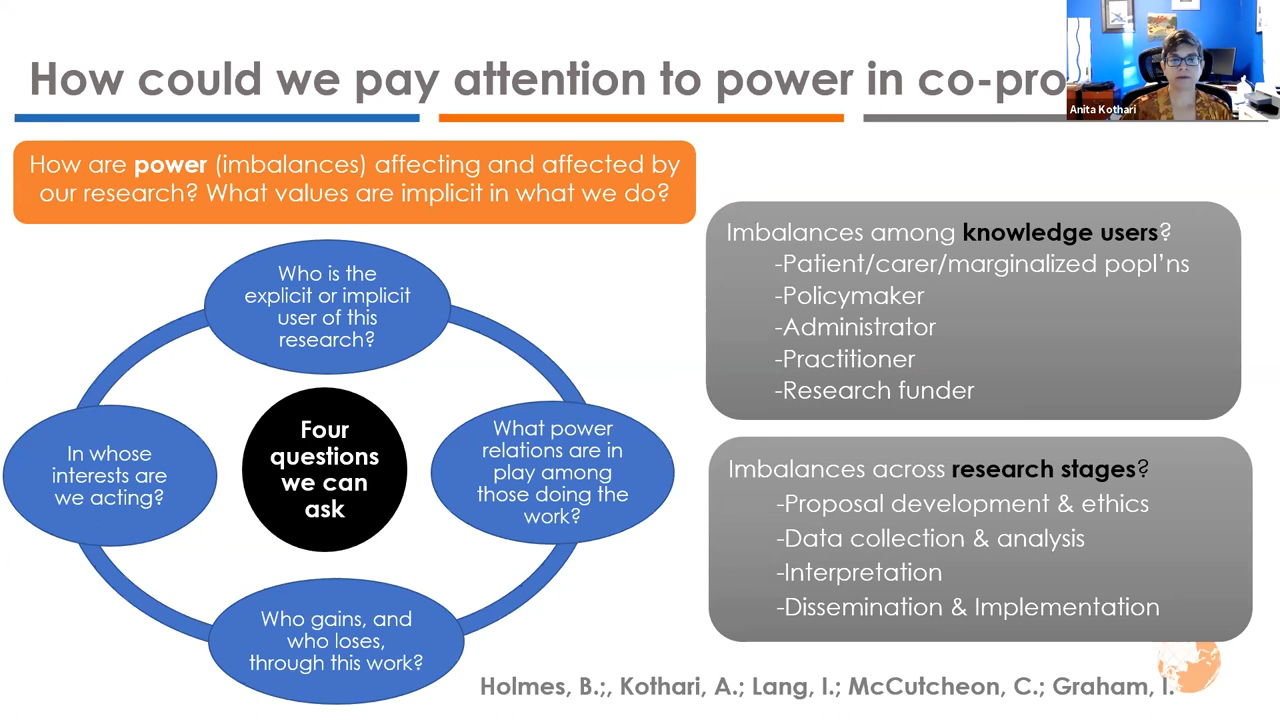 How could we pay attention to power in co-pro
Anita Kothari
How are power (imbalances) affecting and affected by
our research? What values are implicit in what we do?
Who is the
explicit or implicit
user of this
research?
What power
relations are in
play among
those doing the
work?
Who gains, and
who loses,
through this work?
In whose
interests are
we acting?
Four
questions
we can
ask
Imbalances among knowledge users?
-Patient/carer/marginalized popl'ns
-Policymaker
-Administrator
-Practitioner
-Research funder
Imbalances across research stages?
-Proposal development & ethics
-Data collection & analysis
-Interpretation
-Dissemination & Implementation
Holmes, B.;, Kothari, A.; Lang, I.; McCutcheon, C.; Graham, I.